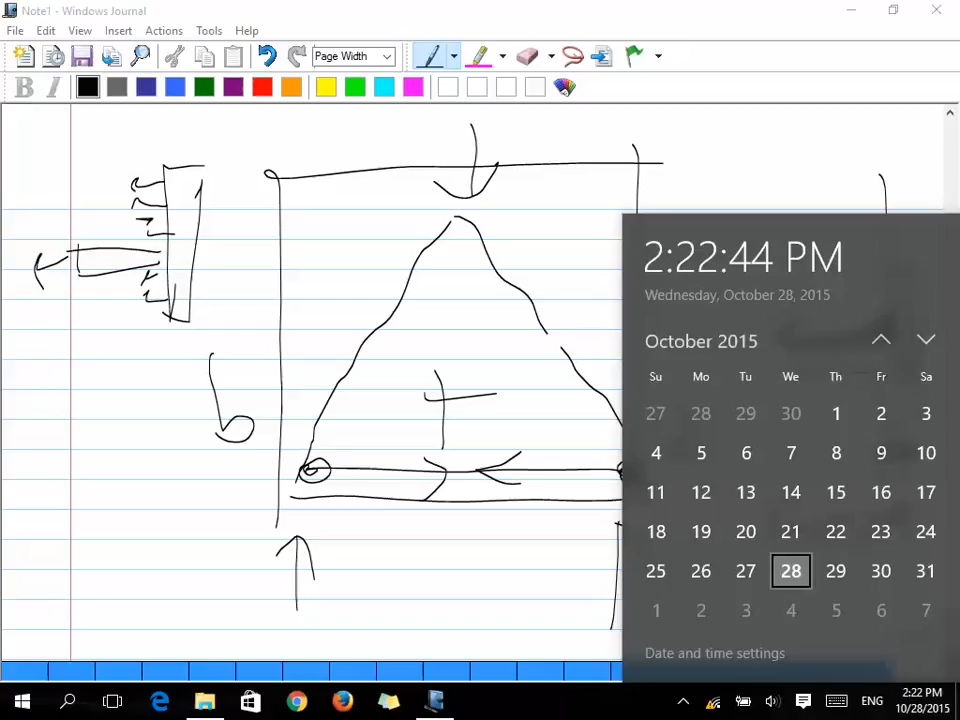 Note1 - Windows Journal
File Edit View Insert Actions Tools Help
Page Width
B I
b
2:22:44 PM
Wednesday, October 28, 2015
October 2015
Su Mo Tu We Th Fr Sa
27 28 29 30 1 2 3
4 5 6 7 8 9 10
11 12 13 14 15 16 17
18 19 20 21 22 23 24
25 26 27 28 29 30 31
1 2 3 4 5 6 7
Date and time settings
ENG
2:22 PM
10/28/2015